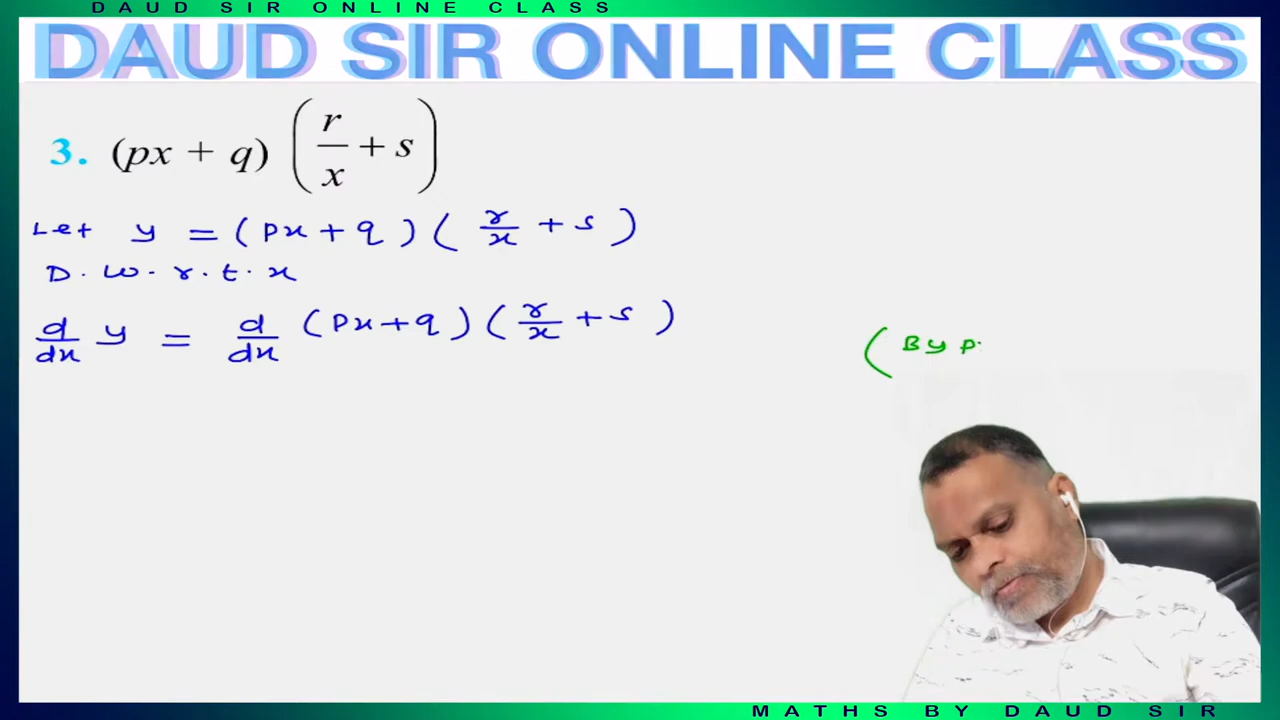 DAUD SIR ONLINE CLASS
DAUD SIR ONLINE CLASS
3. (px + q) (r/x + s)
Let y = (px + q) (r/x + s)
D. w. r. t. x
d/dx y = d/dx (px + q) (r/x + s)
(By p
MATHS BY DAUD SIR